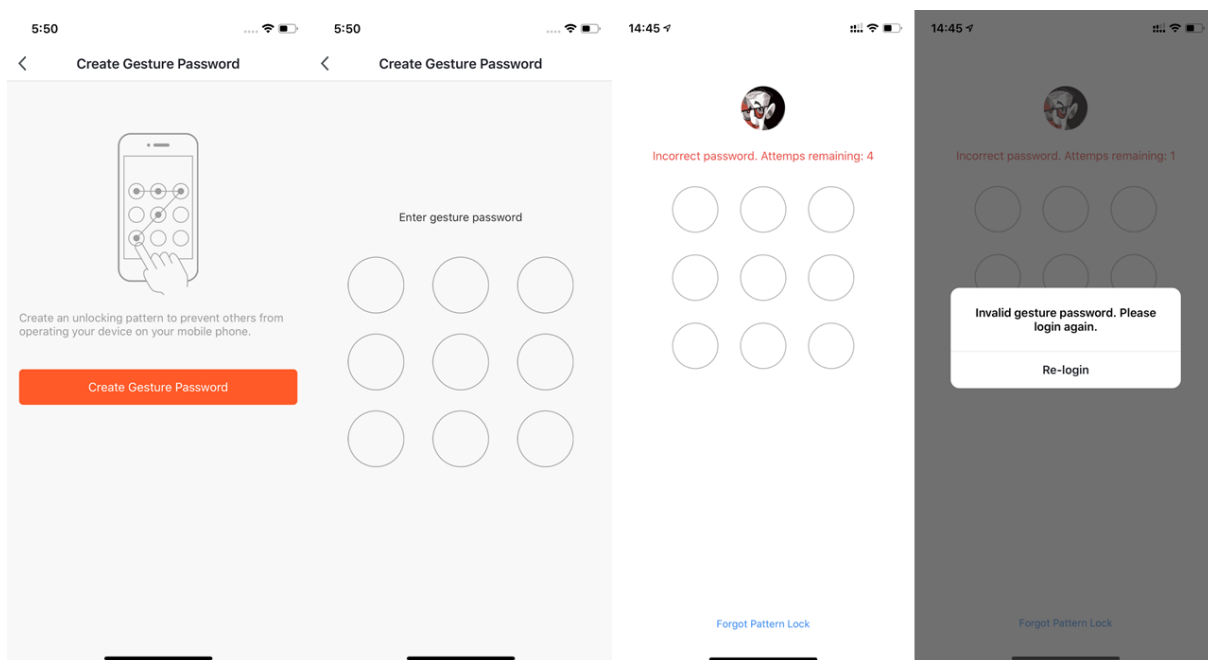 5:50
Create Gesture Password
Create an unlocking pattern to prevent others from
operating your device on your mobile phone.
Create Gesture Password
5:50
Create Gesture Password
Enter gesture password
14:45
Incorrect password. Attemps remaining: 4
Forgot Pattern Lock
14:45
Incorrect password. Attemps remaining: 1
Invalid gesture password. Please
login again.
Re-login
Forgot Pattern Lock